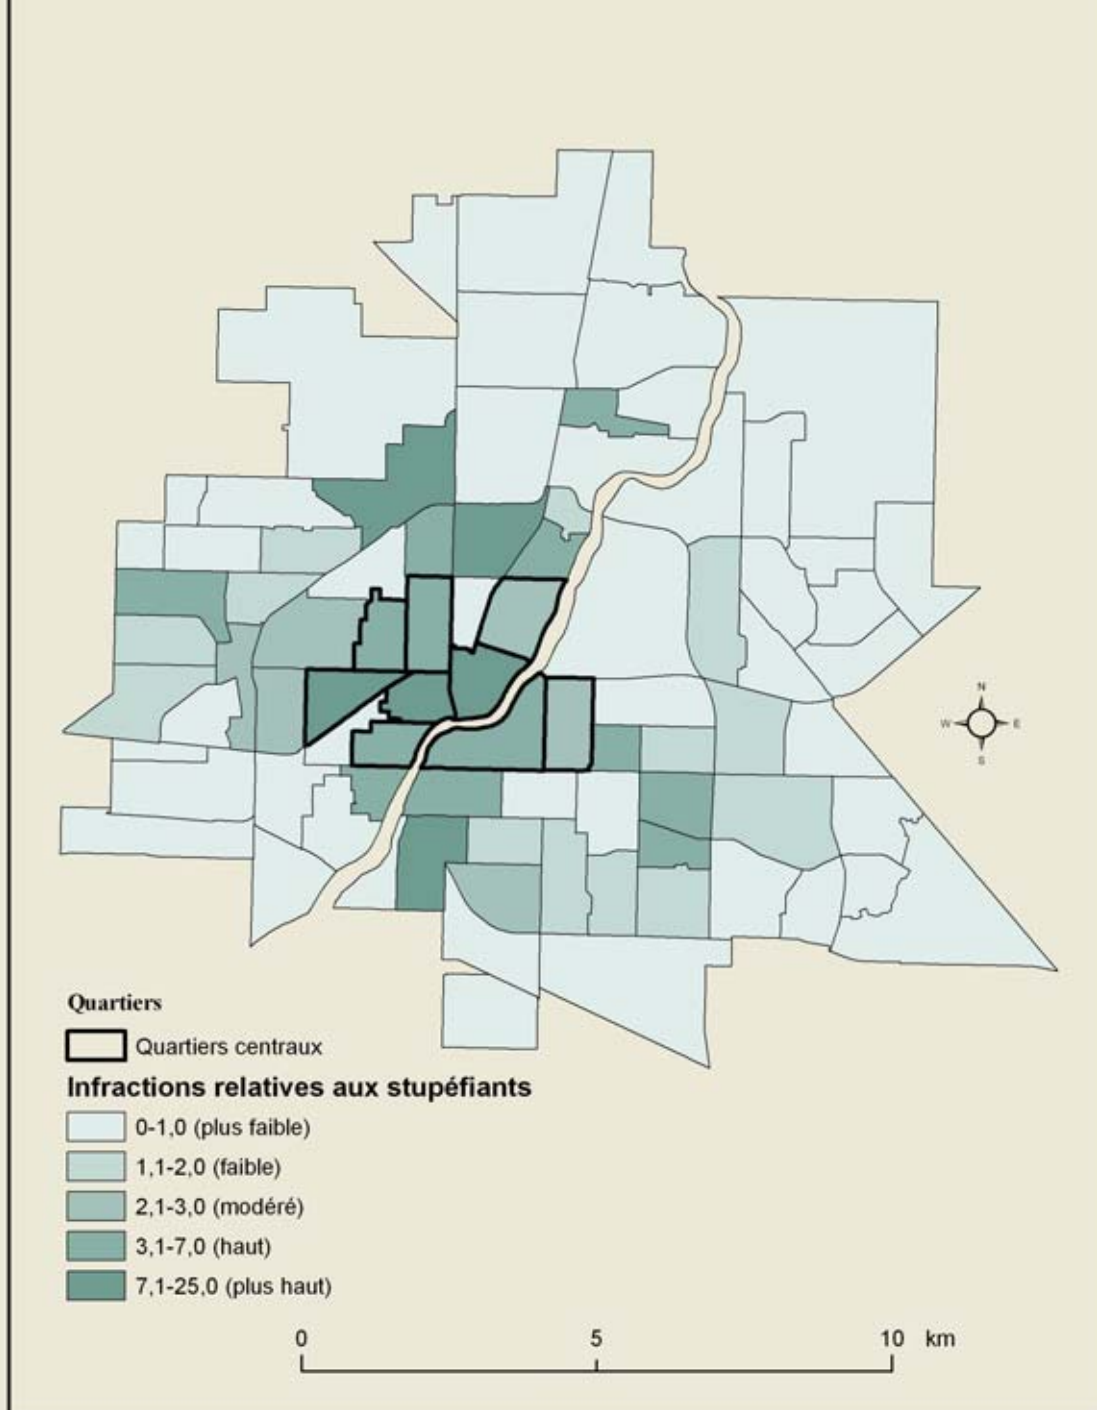 N
W E
S
Quartiers
Quartiers centraux
Infractions relatives aux stupéfiants
0-1,0 (plus faible)
1,1-2,0 (faible)
2,1-3,0 (modéré)
3,1-7,0 (haut)
7,1-25,0 (plus haut)
0 5 10 km